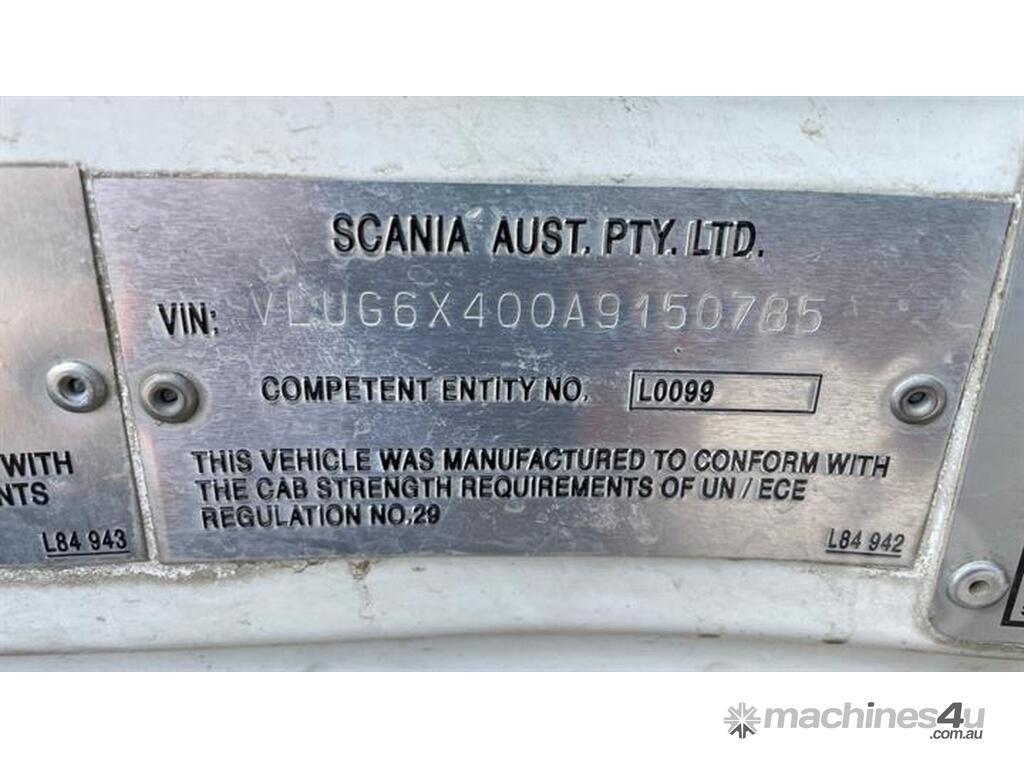 SCANIA AUST. PTY. LTD.
VIN: VLUG6X400A9150785
COMPETENT ENTITY NO. L0099
THIS VEHICLE WAS MANUFACTURED TO CONFORM WITH
THE CAB STRENGTH REQUIREMENTS OF UN / ECE
REGULATION NO.29
L84 942
WITH
NTS
L84 943
machines4u
.com.au